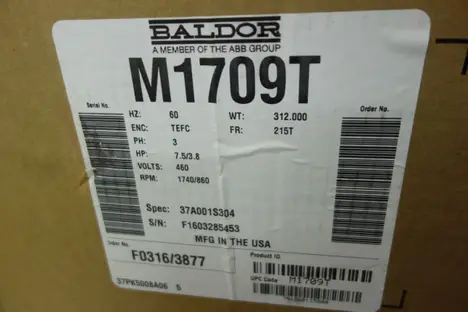 BALDOR
A MEMBER OF THE ABB GROUP
M1709T
Serial No.
Order No.
HZ: 60 WT: 312.000
ENC: TEFC FR: 215T
PH: 3
HP: 7.5/3.8
VOLTS: 460
RPM: 1740/860
Spec: 37A001S304
S/N: F1603285453
MFG IN THE USA
Order No.
F0316/3877
Product ID
UPC Code M1709T
37PK5008A06 5